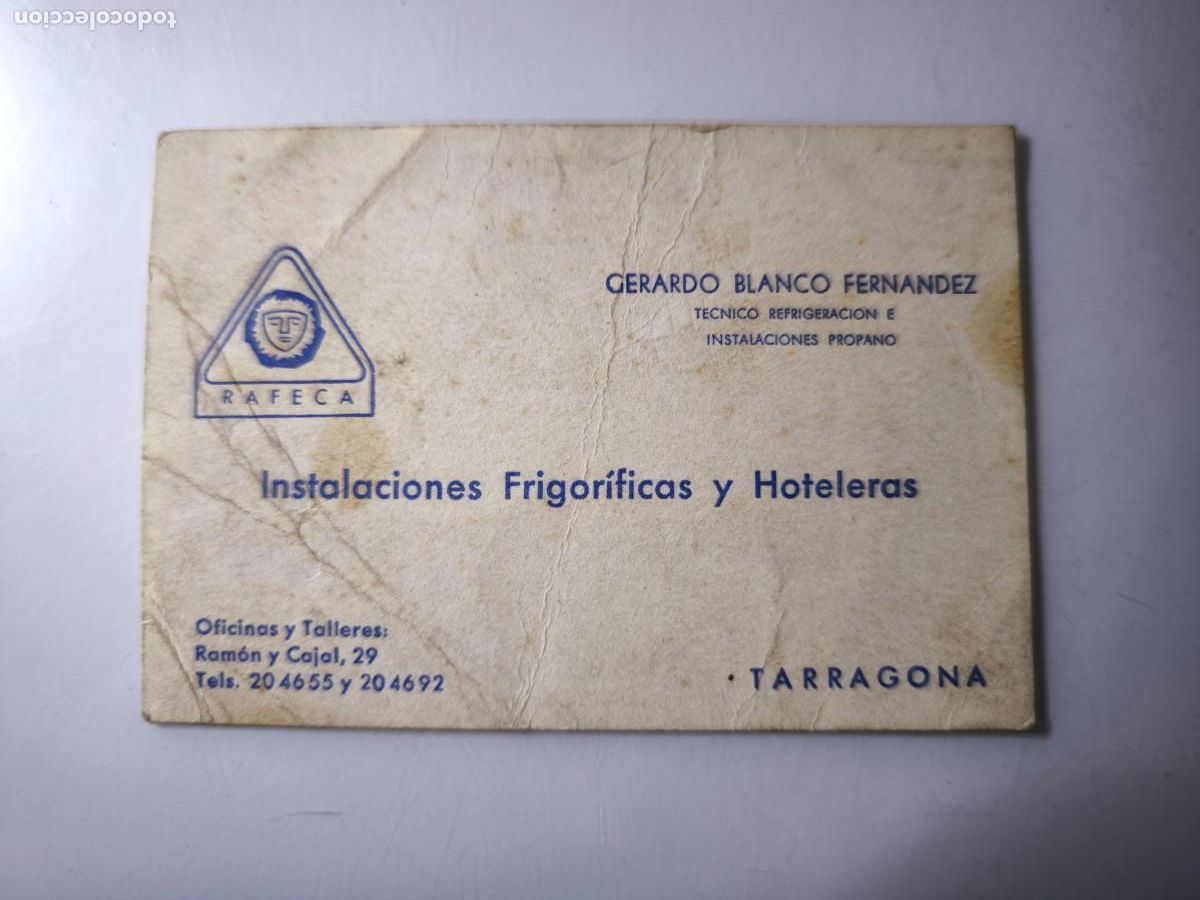 todocoleccion
GERARDO BLANCO FERNANDEZ
TECNICO REFRIGERACION E
INSTALACIONES PROPANO
RAFECA
Instalaciones Frigoríficas y Hoteleras
Oficinas y Talleres:
Ramón y Cajal, 29
Tels. 20 46 55 y 20 46 92
· TARRAGONA